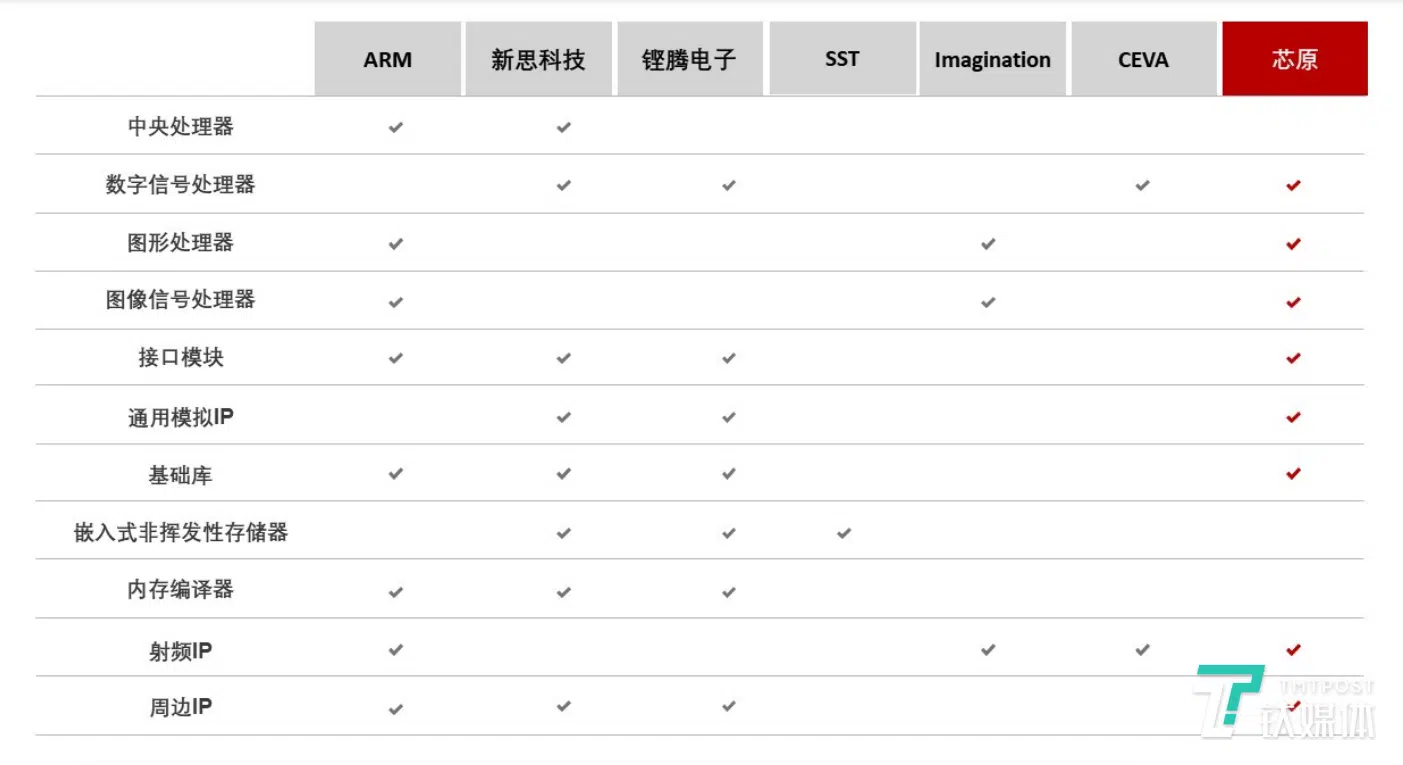 ARM 新思科技 铿腾电子 SST Imagination CEVA 芯原
中央处理器 ✓ ✓
数字信号处理器 ✓ ✓ ✓ ✓
图形处理器 ✓ ✓ ✓
图像信号处理器 ✓ ✓ ✓
接口模块 ✓ ✓ ✓ ✓
通用模拟IP ✓ ✓ ✓
基础库 ✓ ✓ ✓ ✓
嵌入式非挥发性存储器 ✓ ✓ ✓
内存编译器 ✓ ✓ ✓
射频IP ✓ ✓ ✓ ✓
周边IP ✓ ✓ ✓ ✓
TMTPOST
钛媒体